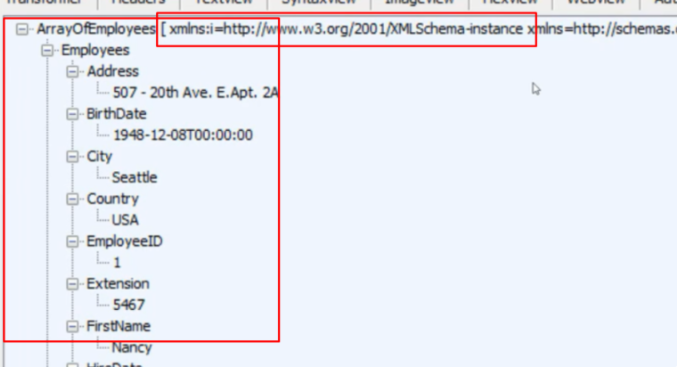 Transformer Headers TextView SyntaxView ImageView HexView WebView
ArrayOfEmployees [ xmlns:i=http://www.w3.org/2001/XMLSchema-instance xmlns=http://schemas.
Employees
Address
507 - 20th Ave. E.Apt. 2A
BirthDate
1948-12-08T00:00:00
City
Seattle
Country
USA
EmployeeID
1
Extension
5467
FirstName
Nancy
HireDate